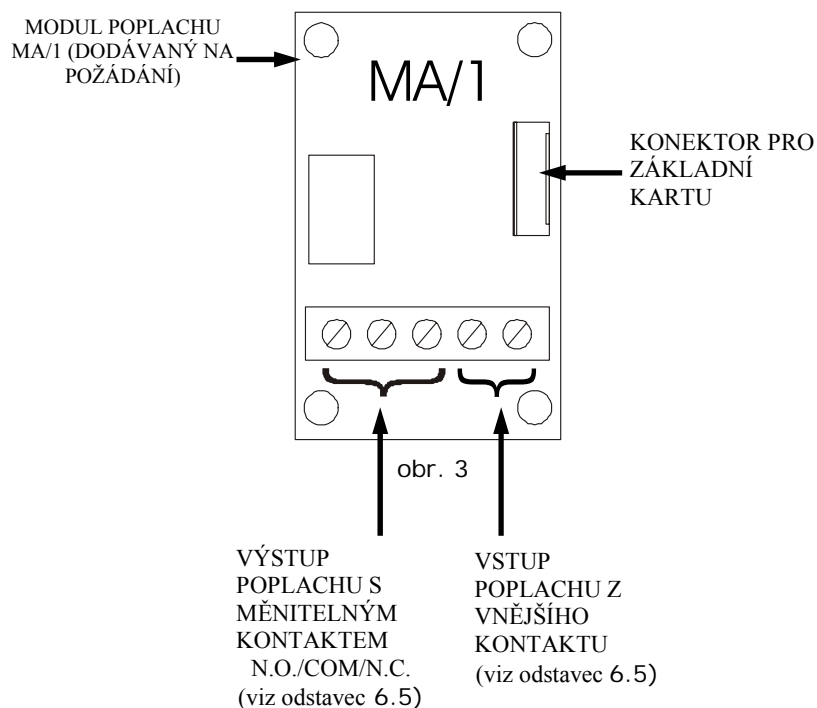 MODUL POPLACHU
MA/1 (DODÁVANÝ NA
POŽÁDÁNÍ)
MA/1
KONEKTOR PRO
ZÁKLADNÍ
KARTU
obr. 3
VÝSTUP
POPLACHU S
MĚNITELNÝM
KONTAKTEM
N.O./COM/N.C.
(viz odstavec 6.5)
VSTUP
POPLACHU Z
VNĚJŠÍHO
KONTAKTU
(viz odstavec 6.5)